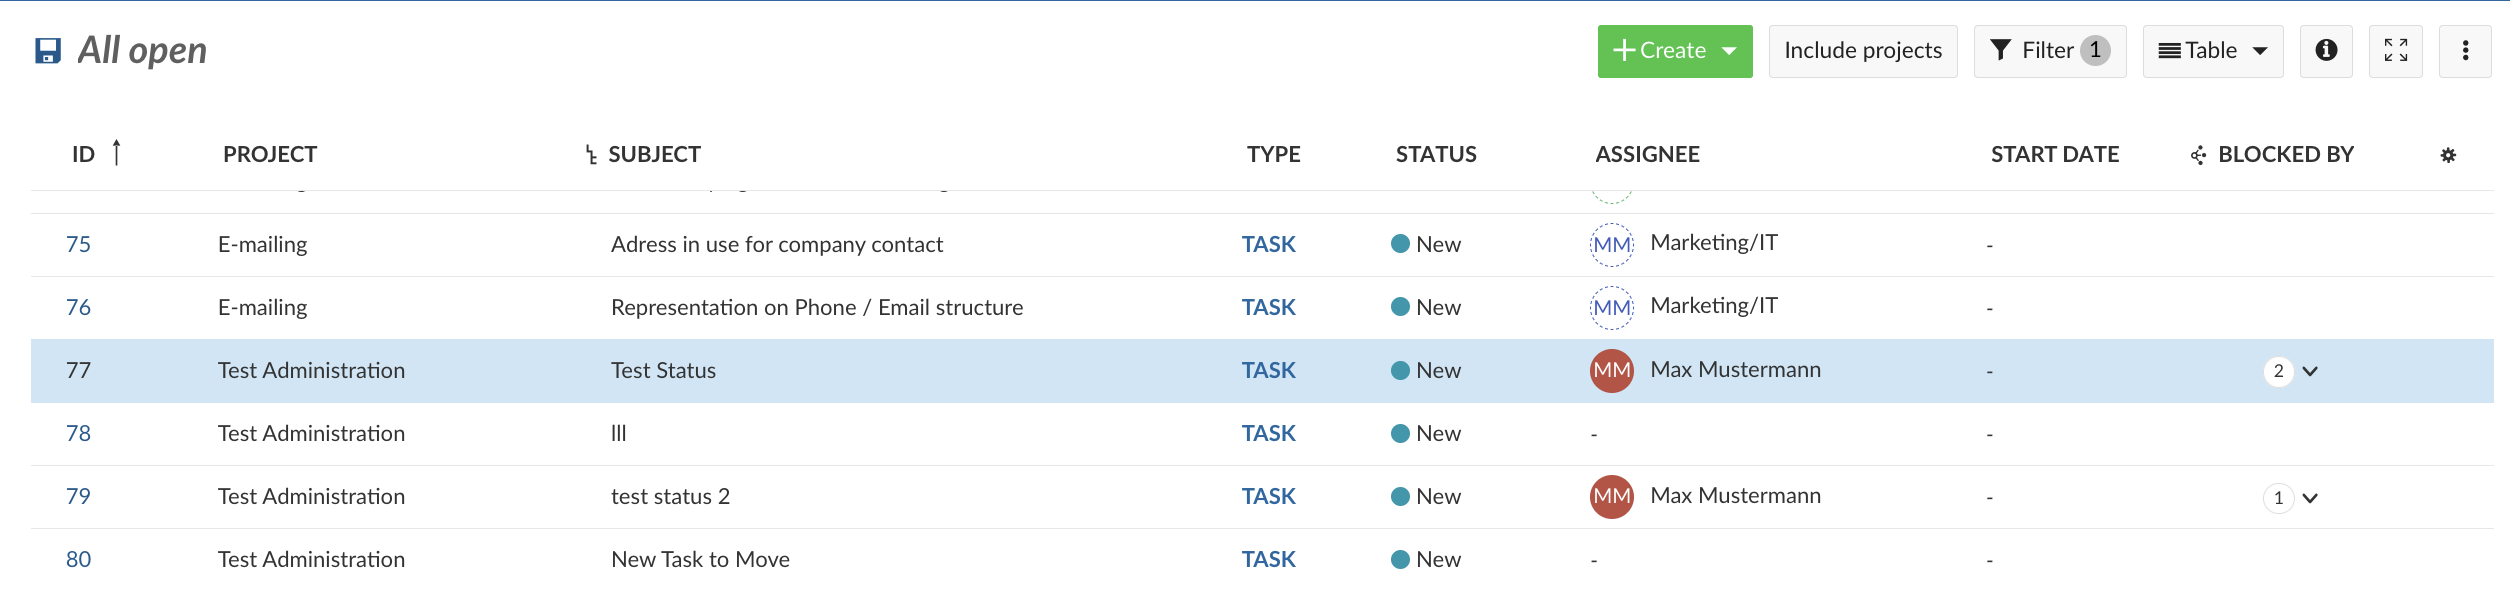 All open
Create Include projects Filter 1 Table
ID PROJECT SUBJECT TYPE STATUS ASSIGNEE START DATE BLOCKED BY
75 E-mailing Adress in use for company contact TASK New MM Marketing/IT -
76 E-mailing Representation on Phone / Email structure TASK New MM Marketing/IT -
77 Test Administration Test Status TASK New MM Max Mustermann - 2
78 Test Administration lll TASK New - -
79 Test Administration test status 2 TASK New MM Max Mustermann - 1
80 Test Administration New Task to Move TASK New - -